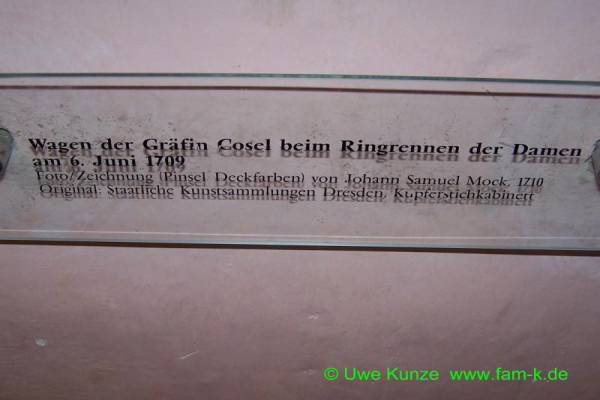 Wagen der Gräfin Cosel beim Ringrennen der Damen
am 6. Juni 1709
Foto/Zeichnung (Pinsel Deckfarben) von Johann Samuel Mock, 1710
Original: Staatliche Kunstsammlungen Dresden, Kupferstichkabinett
© Uwe Kunze www.fam-k.de